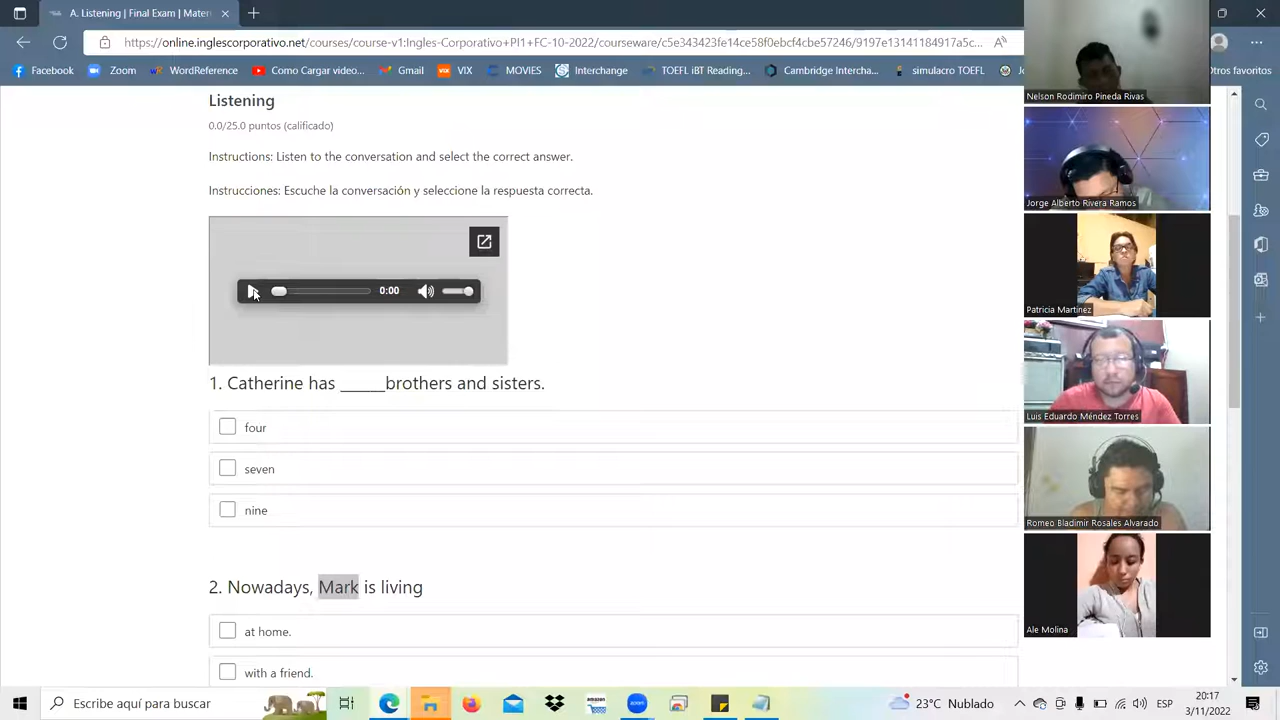 A. Listening | Final Exam | Mater
https://online.inglescorporativo.net/courses/course-v1:Ingles-Corporativo+PI1+FC-10-2022/courseware/c5e343423fe14ce58f0ebcf4cbe57246/9197e13141184917a5c...
Facebook
Zoom
WordReference
Como Cargar video...
Gmail
VIX
MOVIES
Interchange
TOEFL iBT Reading...
Cambridge Intercha...
simulacro TOEFL
Otros favoritos
Listening
0.0/25.0 puntos (calificado)
Instructions: Listen to the conversation and select the correct answer.
Instrucciones: Escuche la conversación y seleccione la respuesta correcta.
0:00
1. Catherine has ______brothers and sisters.
four
seven
nine
2. Nowadays, Mark is living
at home.
with a friend.
Nelson Rodimiro Pineda Rivas
Jorge Alberto Rivera Ramos
Patricia Martinez
Luis Eduardo Méndez Torres
Romeo Bladimir Rosales Alvarado
Ale Molina
Escribe aquí para buscar
amazon
zoom
23°C Nublado
ESP
20:17
3/11/2022